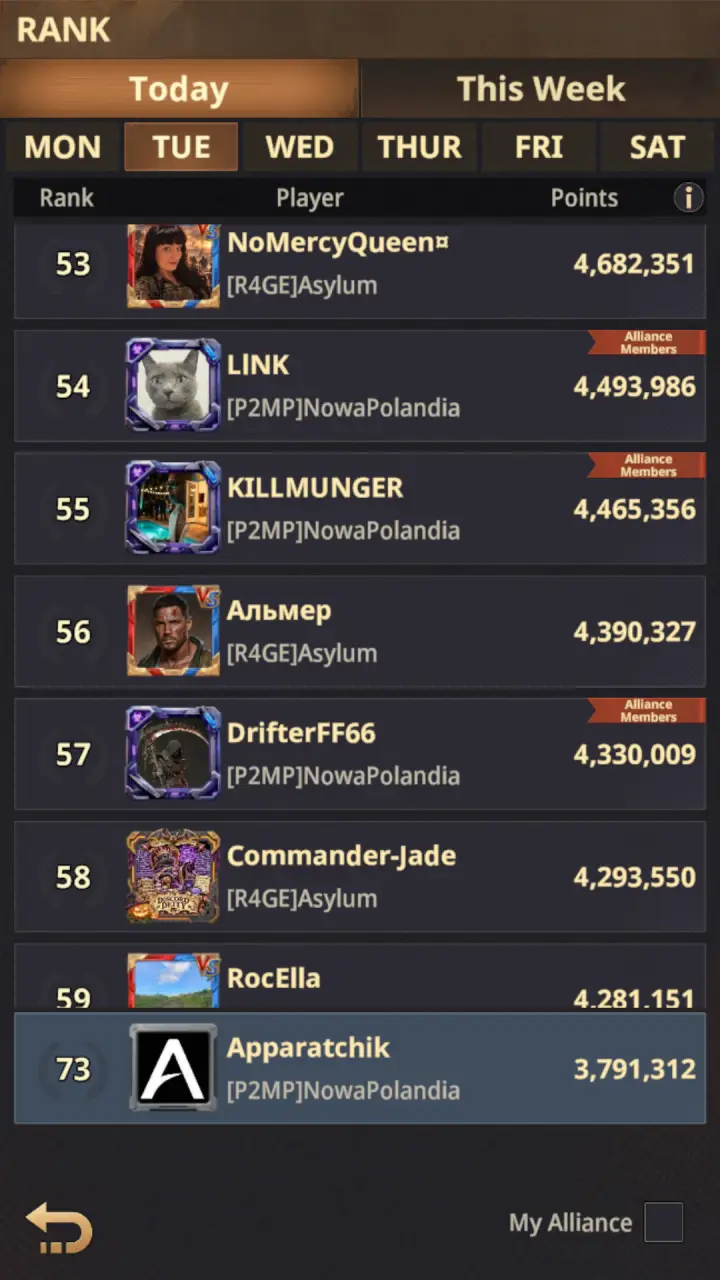 RANK
Today
This Week
MON TUE WED THUR FRI SAT
Rank Player Points i
53 NoMercyQueen¤ 4,682,351
[R4GE]Asylum
Alliance
Members
54 LlNK 4,493,986
[P2MP]NowaPolandia
Alliance
Members
55 KILLMUNGER 4,465,356
[P2MP]NowaPolandia
56 Альмер 4,390,327
[R4GE]Asylum
Alliance
Members
57 DrifterFF66 4,330,009
[P2MP]NowaPolandia
58 Commander-Jade 4,293,550
[R4GE]Asylum
DISCORD
DEITY
59 RocElla 4,281,151
73 Apparatchik 3,791,312
[P2MP]NowaPolandia
My Alliance